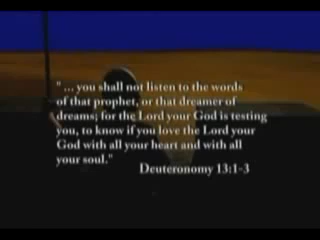 "... you shall not listen to the words
of that prophet, or that dreamer of
dreams; for the Lord your God is testing
you, to know if you love the Lord your
God with all your heart and with all
your soul."
Deuteronomy 13:1-3